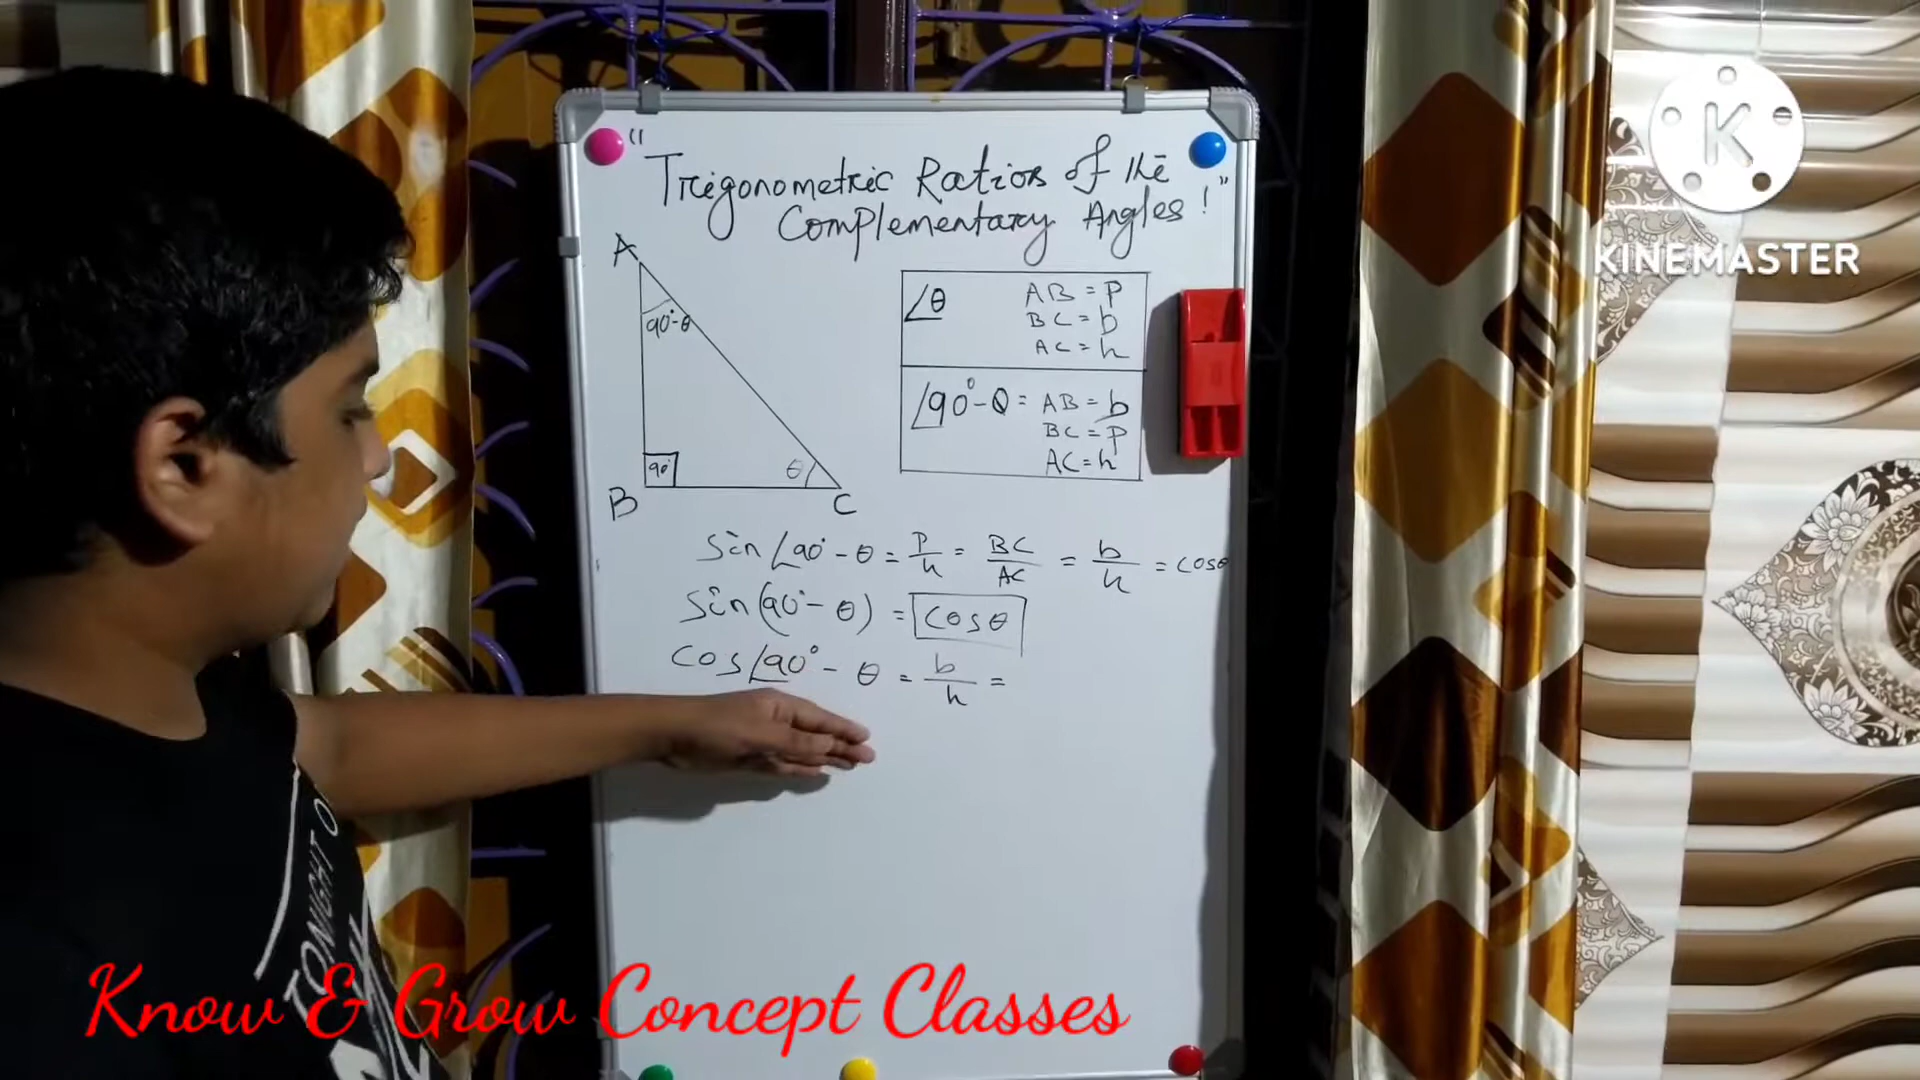 "Trigonometric Ratios of the
Complementary Angles!"
A
90°-θ
90°
θ
B
C
∠θ AB = p
BC = b
AC = h
∠90°-θ = AB = b
BC = p
AC = h
sin ∠90° - θ = P/h = BC/AC = b/h = cosθ
sin(90° - θ) = cosθ
cos ∠90° - θ = b/h =
K
KINEMASTER
TONIGHT
Know & Grow Concept Classes